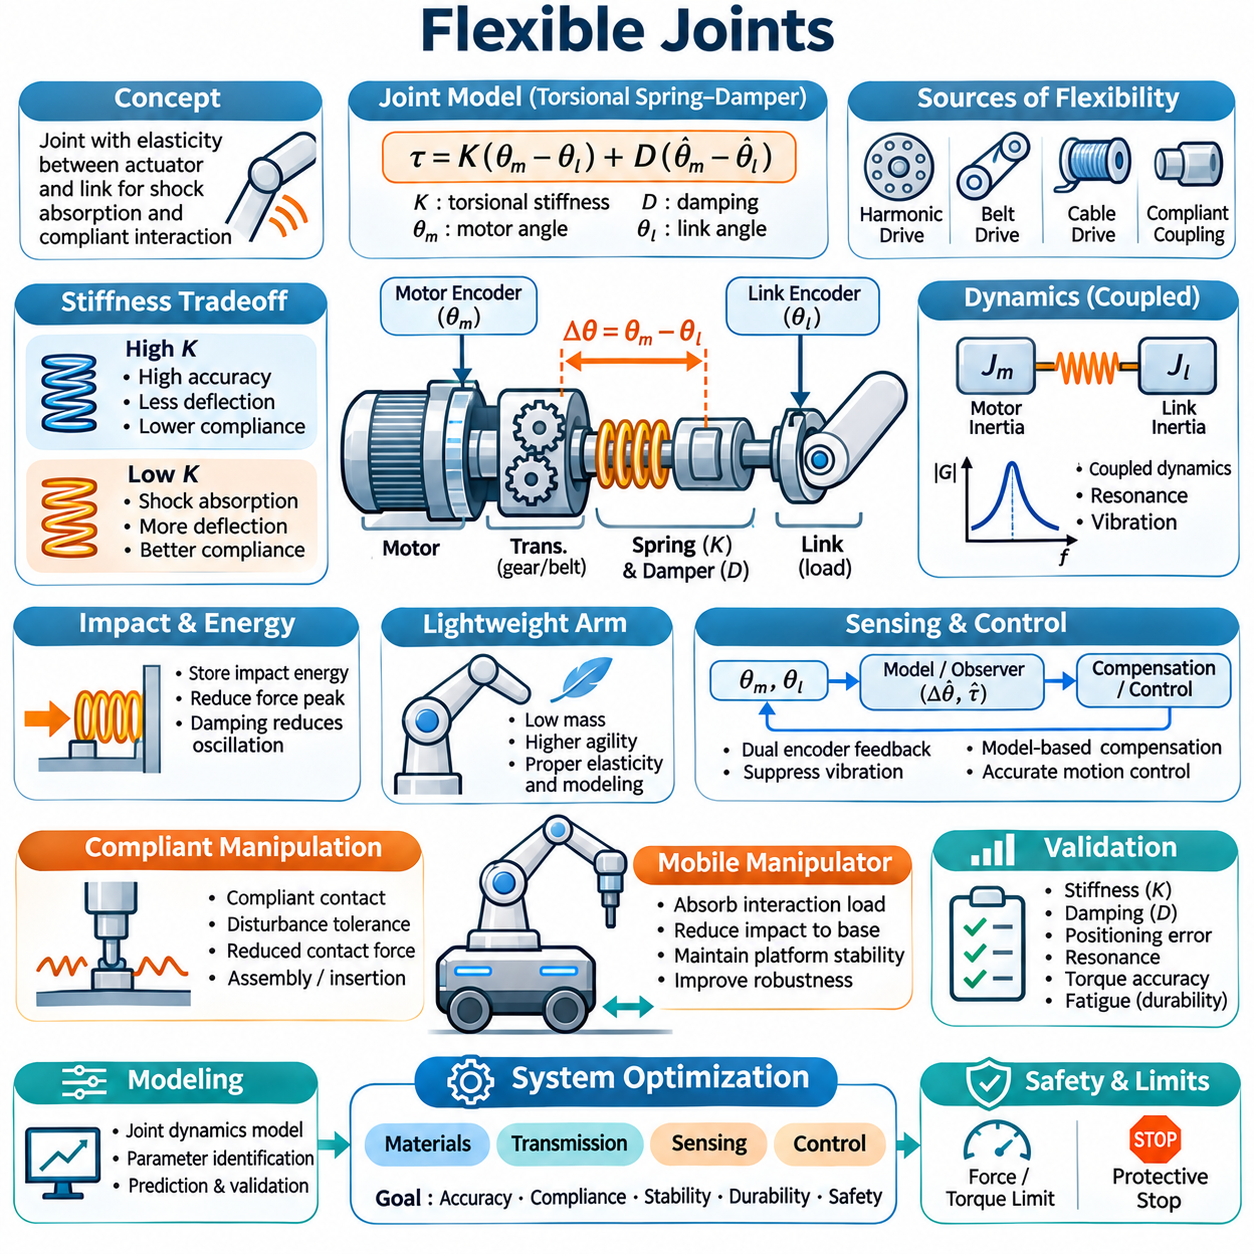 Flexible Joints
Concept
Joint with elasticity
between actuator
and link for shock
absorption and
compliant interaction
Joint Model (Torsional Spring–Damper)
τ = K(θm − θl) + D(θ̂m − θ̂l)
K : torsional stiffness D : damping
θm : motor angle θl : link angle
Sources of Flexibility
Harmonic
Drive
Belt
Drive
Cable
Drive
Compliant
Coupling
Stiffness Tradeoff
High K
• High accuracy
• Less deflection
• Lower compliance
Low K
• Shock absorption
• More deflection
• Better compliance
Motor Encoder
(θm)
Link Encoder
(θl)
Δθ = θm − θl
Motor
Trans.
(gear/belt)
Spring (K)
& Damper (D)
Link
(load)
Dynamics (Coupled)
Jm
Jl
Motor
Inertia
Link
Inertia
|G|
f
• Coupled dynamics
• Resonance
• Vibration
Impact & Energy
• Store impact energy
• Reduce force peak
• Damping reduces
oscillation
Lightweight Arm
• Low mass
• Higher agility
• Proper elasticity
and modeling
Sensing & Control
θm, θl
Model / Observer
(Δθ̂, τ̂)
Compensation
/ Control
• Dual encoder feedback
• Suppress vibration
• Model-based compensation
• Accurate motion control
Compliant Manipulation
• Compliant contact
• Disturbance tolerance
• Reduced contact force
• Assembly / insertion
Mobile Manipulator
• Absorb interaction load
• Reduce impact to base
• Maintain platform stability
• Improve robustness
Validation
• Stiffness (K)
• Damping (D)
• Positioning error
• Resonance
• Torque accuracy
• Fatigue (durability)
Modeling
• Joint dynamics model
• Parameter identification
• Prediction & validation
System Optimization
Materials
Transmission
Sensing
Control
Goal : Accuracy · Compliance · Stability · Durability · Safety
Safety & Limits
Force /
Torque Limit
STOP
Protective
Stop